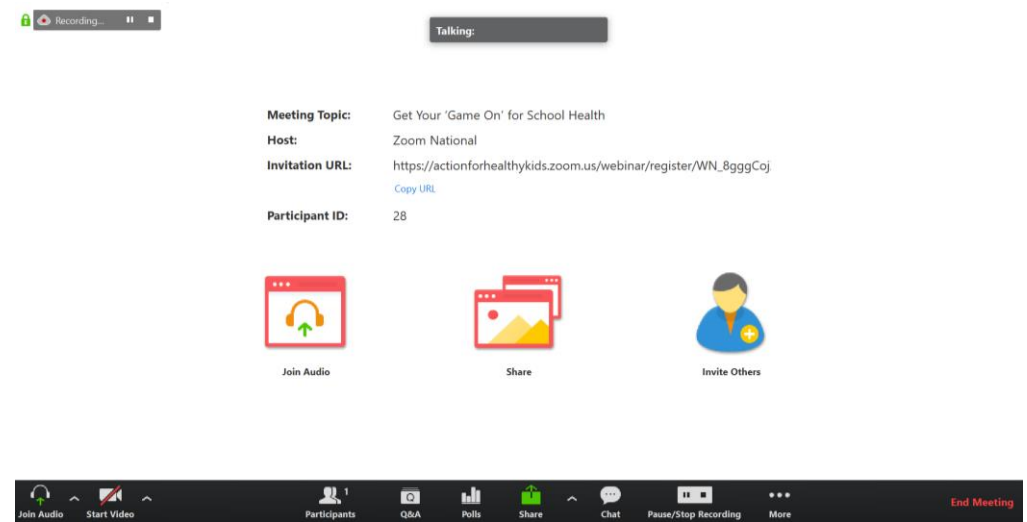 Recording...
Talking:
Meeting Topic: Get Your 'Game On' for School Health
Host: Zoom National
Invitation URL: https://actionforhealthykids.zoom.us/webinar/register/WN_8gggCoj
Copy URL
Participant ID: 28
Join Audio Share Invite Others
1
Q
Join Audio Start Video Participants Q&A Polls Share Chat Pause/Stop Recording More End Meeting